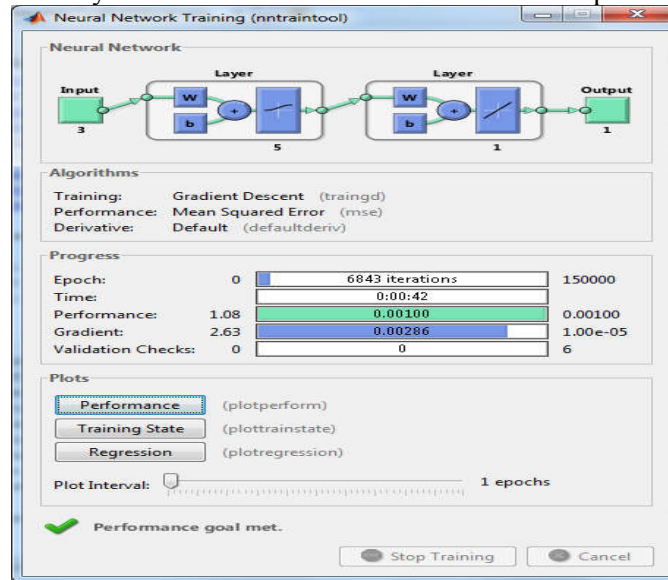 Neural Network Training (nntraintool)
Neural Network
Layer Layer
Input W W Output
b + b +
3 5 1 1
Algorithms
Training: Gradient Descent (traingd)
Performance: Mean Squared Error (mse)
Derivative: Default (defaultderiv)
Progress
Epoch: 0 6843 iterations 150000
Time: 0:00:42
Performance: 1.08 0.00100 0.00100
Gradient: 2.63 0.00286 1.00e-05
Validation Checks: 0 0 6
Plots
Performance (plotperform)
Training State (plottrainstate)
Regression (plotregression)
Plot Interval: 1 epochs
Performance goal met.
Stop Training Cancel